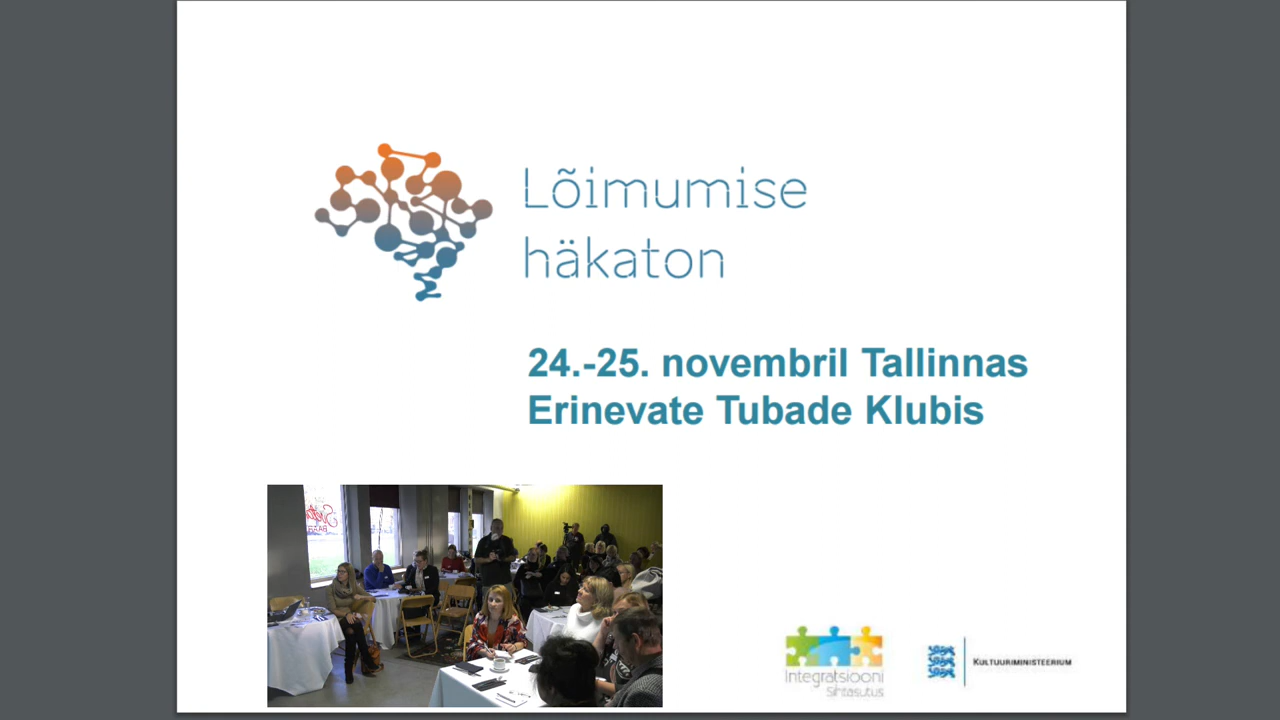 Lõimumise
häkaton
24.-25. novembril Tallinnas
Erinevate Tubade Klubis
Integratsiooni
Sihtasutus
KULTUURIMINISTEERIUM